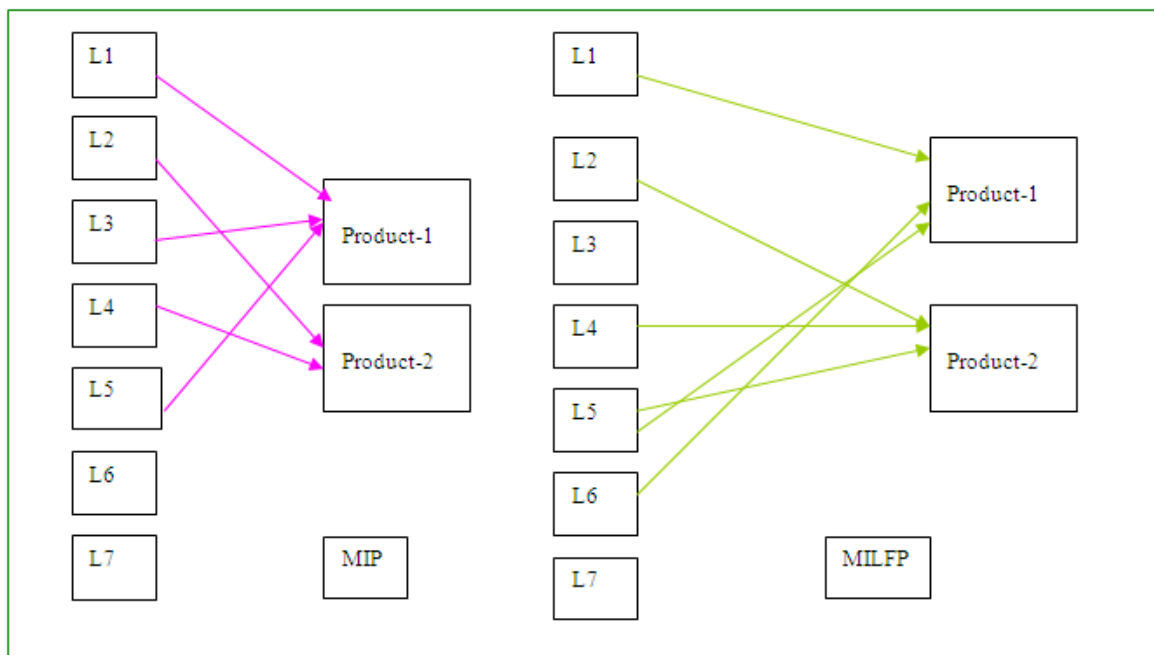 L1
L2
L3
L4
L5
L6
L7
Product-1
Product-2
MIP
L1
L2
L3
L4
L5
L6
L7
Product-1
Product-2
MILFP